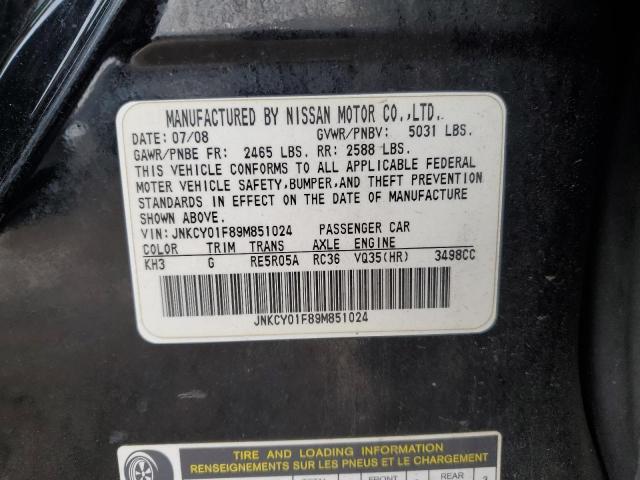 MANUFACTURED BY NISSAN MOTOR CO.,LTD.
DATE: 07/08 GVWR/PNBV: 5031 LBS.
GAWR/PNBE FR: 2465 LBS. RR: 2588 LBS.
THIS VEHICLE CONFORMS TO ALL APPLICABLE FEDERAL
MOTER VEHICLE SAFETY,BUMPER,AND THEFT PREVENTION
STANDARDS IN EFFECT ON THE DATE OF MANUFACTURE
SHOWN ABOVE.
VIN: JNKCY01F89M851024 PASSENGER CAR
COLOR TRIM TRANS AXLE ENGINE
KH3 G RE5R05A RC36 VQ35(HR) 3498CC
JNKCY01F89M851024
TIRE AND LOADING INFORMATION
RENSEIGNEMENTS SUR LES PNEUS ET LE CHARGEMENT
FRONT REAR